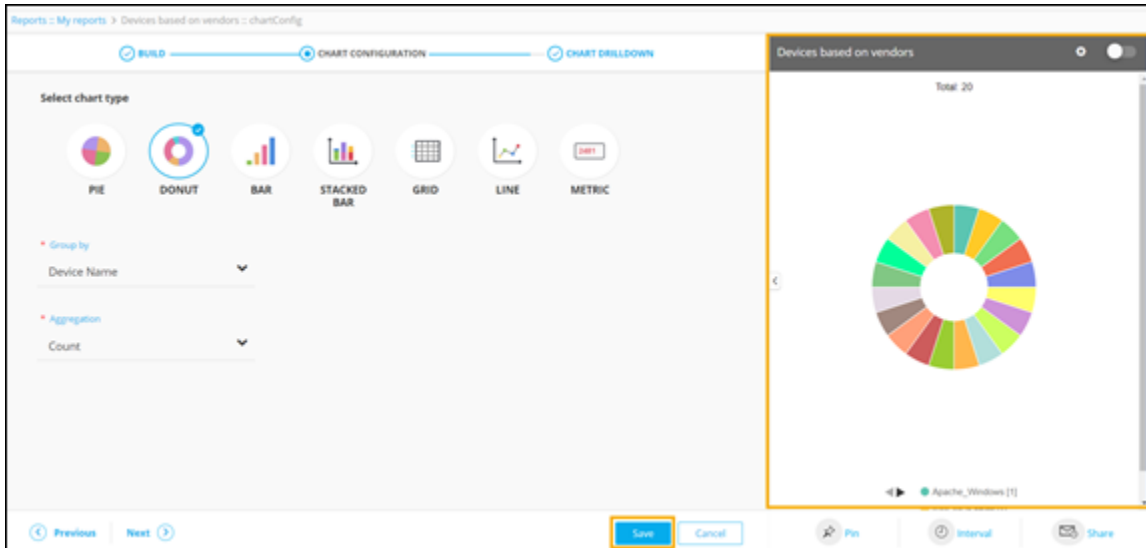 Reports :: My reports > Devices based on vendors :: chartConfig
BUILD
CHART CONFIGURATION
CHART DRILLDOWN
Devices based on vendors
Total: 20
Select chart type
PIE
DONUT
BAR
STACKED
BAR
GRID
LINE
METRIC
* Group by
Device Name
* Aggregation
Count
Apache_Windows [1]
Previous
Next
Save
Cancel
Pin
Interval
Share